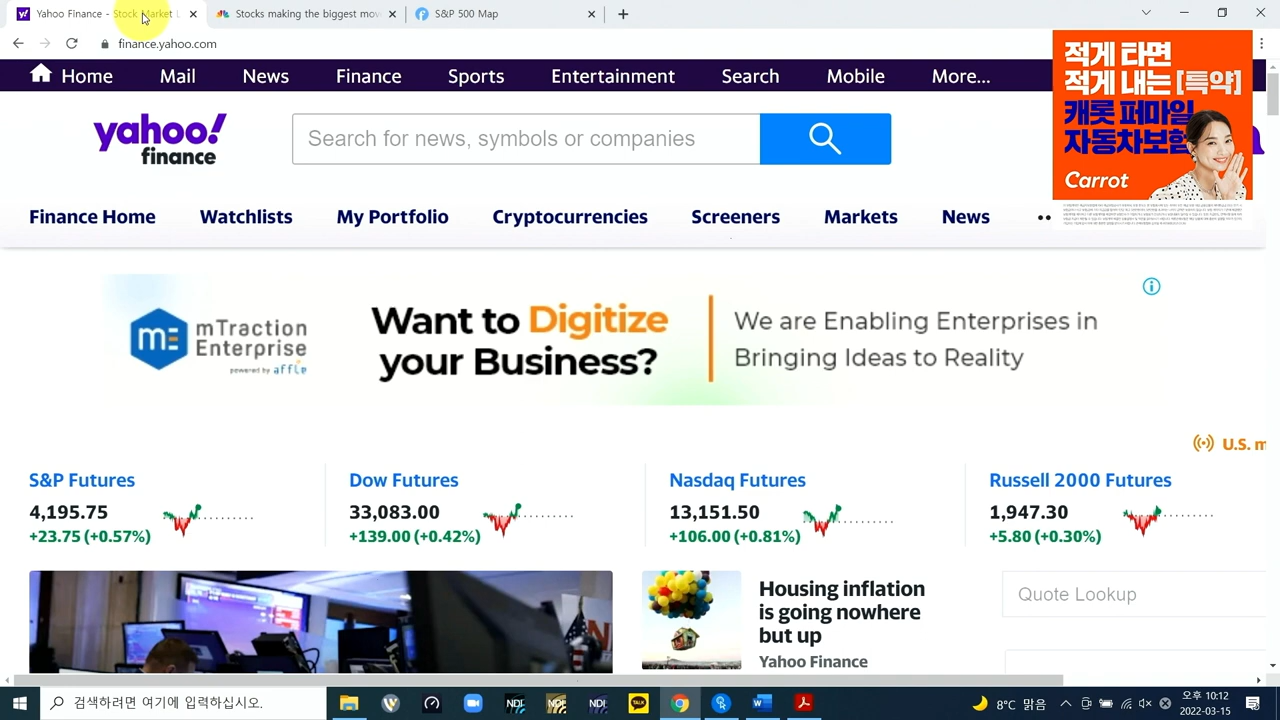 Yahoo Finance - Stock Market
Stocks making the biggest mov
S&P 500 Map
finance.yahoo.com
Home Mail News Finance Sports Entertainment Search Mobile More...
yahoo!
finance
Search for news, symbols or companies
적게 타면
적게 내는 [특약]
캐롯 퍼마일
자동차보험
Carrot
Finance Home Watchlists My Portfolio Cryptocurrencies Screeners Markets News
mTraction
Enterprise
powered by affle
Want to Digitize
your Business?
We are Enabling Enterprises in
Bringing Ideas to Reality
U.S. m
S&P Futures
4,195.75
+23.75 (+0.57%)
Dow Futures
33,083.00
+139.00 (+0.42%)
Nasdaq Futures
13,151.50
+106.00 (+0.81%)
Russell 2000 Futures
1,947.30
+5.80 (+0.30%)
Housing inflation
is going nowhere
but up
Yahoo Finance
Quote Lookup
검색하려면 여기에 입력하십시오.
8°C 맑음
오후 10:12
2022-03-15